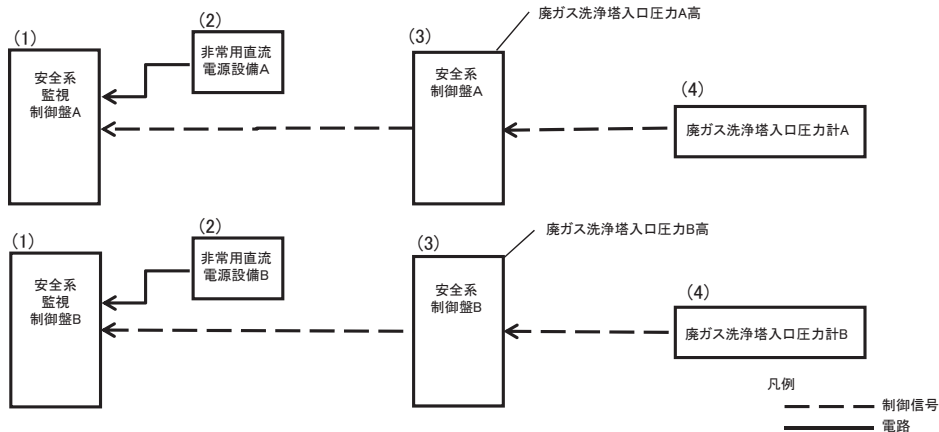 廃ガス洗浄塔入口圧力A高
(1)
(2)
(3)
安全系
監視
制御盤A
非常用直流
電源設備A
安全系
制御盤A
(4)
廃ガス洗浄塔入口圧力計A
廃ガス洗浄塔入口圧力B高
(1)
(2)
(3)
安全系
監視
制御盤B
非常用直流
電源設備B
安全系
制御盤B
(4)
廃ガス洗浄塔入口圧力計B
凡例
制御信号
電路